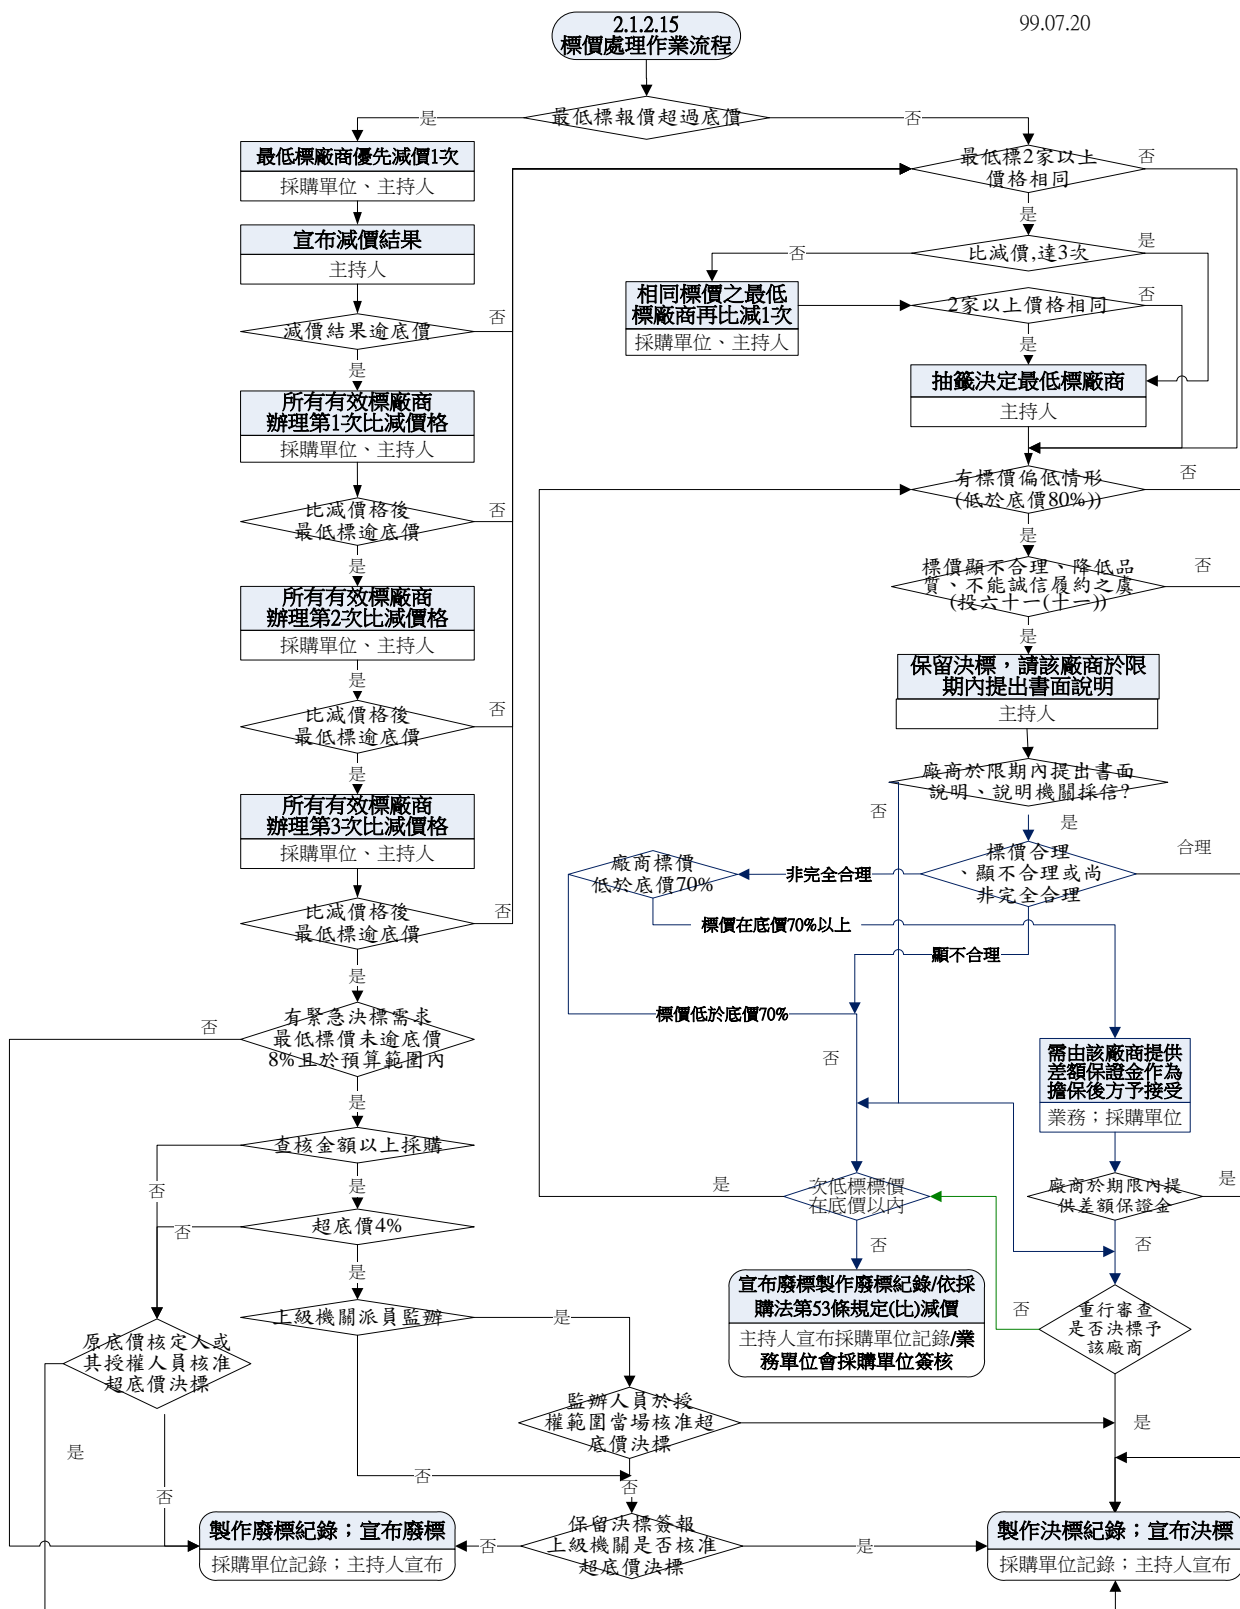 2.1.2.15
標價處理作業流程
99.07.20
最低標報價超過底價
是
否
最低標廠商優先減價1次
採購單位、主持人
宣布減價結果
主持人
減價結果逾底價
否
是
所有有效標廠商
辦理第1次比減價格
採購單位、主持人
比減價格後
最低標逾底價
否
是
所有有效標廠商
辦理第2次比減價格
採購單位、主持人
是
比減價格後
最低標逾底價
否
是
所有有效標廠商
辦理第3次比減價格
採購單位、主持人
比減價格後
最低標逾底價
否
是
有緊急決標需求
最低標價未逾底價
8%且於預算範圍內
否
是
查核金額以上採購
否
是
超底價4%
否
是
上級機關派員監辦
是
否
原底價核定人或
其授權人員核准
超底價決標
是
否
監辦人員於授
權範圍當場核准超
底價決標
是
否
保留決標簽報
上級機關是否核准
超底價決標
否
是
製作廢標紀錄；宣布廢標
採購單位記錄；主持人宣布
最低標2家以上
價格相同
否
是
比減價,達3次
否
是
相同標價之最低
標廠商再比減1次
採購單位、主持人
2家以上價格相同
否
是
抽籤決定最低標廠商
主持人
有標價偏低情形
(低於底價80%))
否
是
標價顯不合理、降低品
質、不能誠信履約之虞
(投六十一(十一))
否
是
保留決標，請該廠商於限
期內提出書面說明
主持人
廠商於限期內提出書面
說明、說明機關採信?
否
是
標價合理
、顯不合理或尚
非完全合理
合理
非完全合理
廠商標價
低於底價70%
標價在底價70%以上
顯不合理
標價低於底價70%
否
需由該廠商提供
差額保證金作為
擔保後方予接受
業務；採購單位
廠商於期限內提
供差額保證金
是
否
次低標標價
在底價以內
是
否
宣布廢標製作廢標紀錄/依採
購法第53條規定(比)減價
主持人宣布採購單位記錄/業
務單位會採購單位簽核
重行審查
是否決標予
該廠商
否
製作決標紀錄；宣布決標
採購單位記錄；主持人宣布